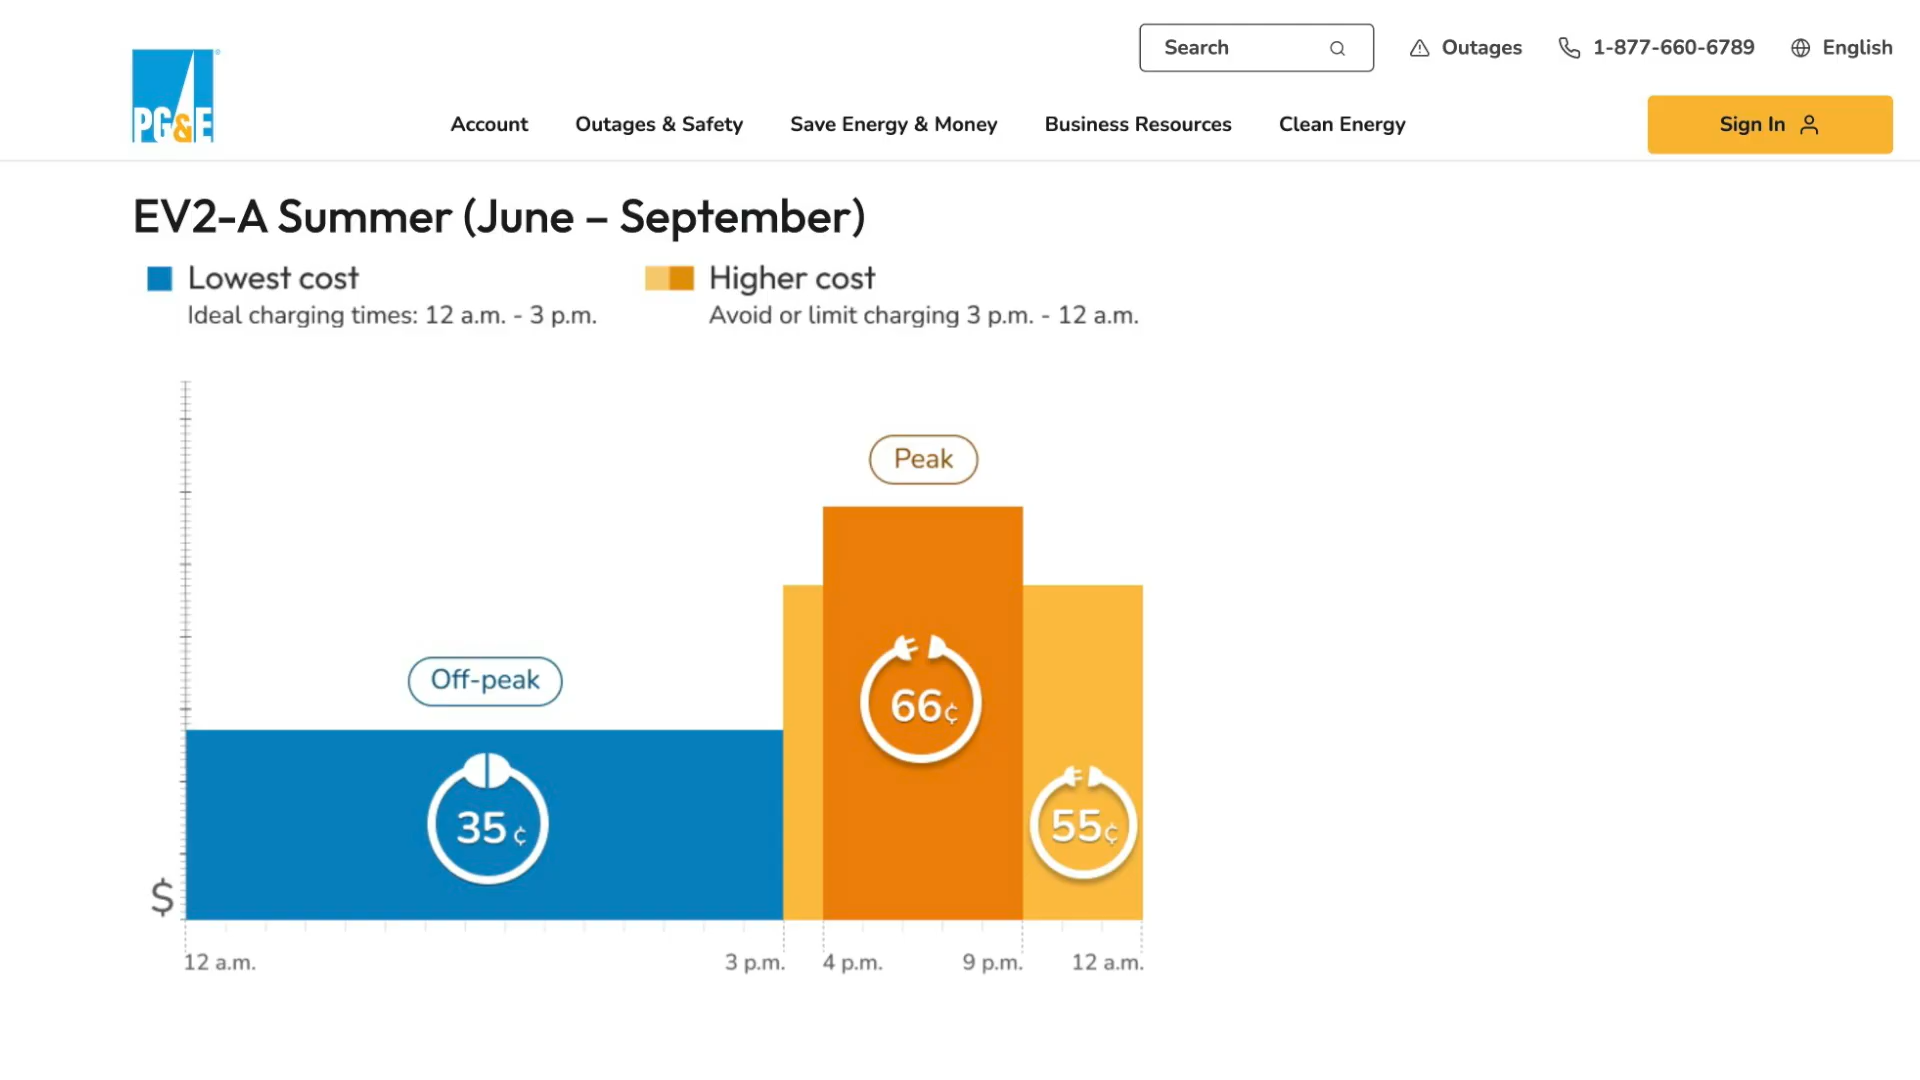 Search
Outages
1-877-660-6789
English
PG&E
Account
Outages & Safety
Save Energy & Money
Business Resources
Clean Energy
Sign In
EV2-A Summer (June – September)
Lowest cost
Ideal charging times: 12 a.m. - 3 p.m.
Higher cost
Avoid or limit charging 3 p.m. - 12 a.m.
Peak
Off-peak
66¢
35¢
55¢
$
12 a.m.
3 p.m.
4 p.m.
9 p.m.
12 a.m.